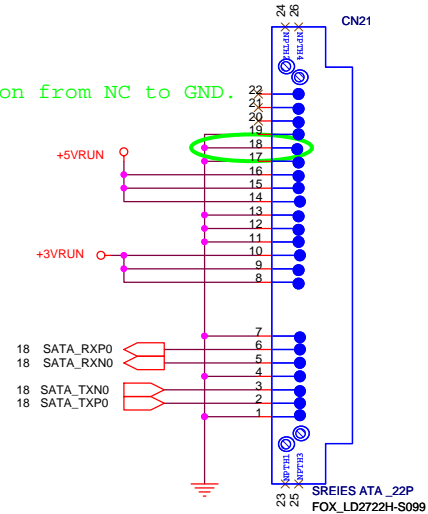 24
26
CN21
NPTH2
NPTH4
on from NC to GND.
22
21
20
19
18
17
+5VRUN
16
15
14
13
12
11
+3VRUN
10
9
8
7
18 SATA_RXP0 6
18 SATA_RXN0 5
4
18 SATA_TXN0 3
18 SATA_TXP0 2
1
NPTH1
NPTH3
23
25
SREIES ATA _22P
FOX_LD2722H-S099